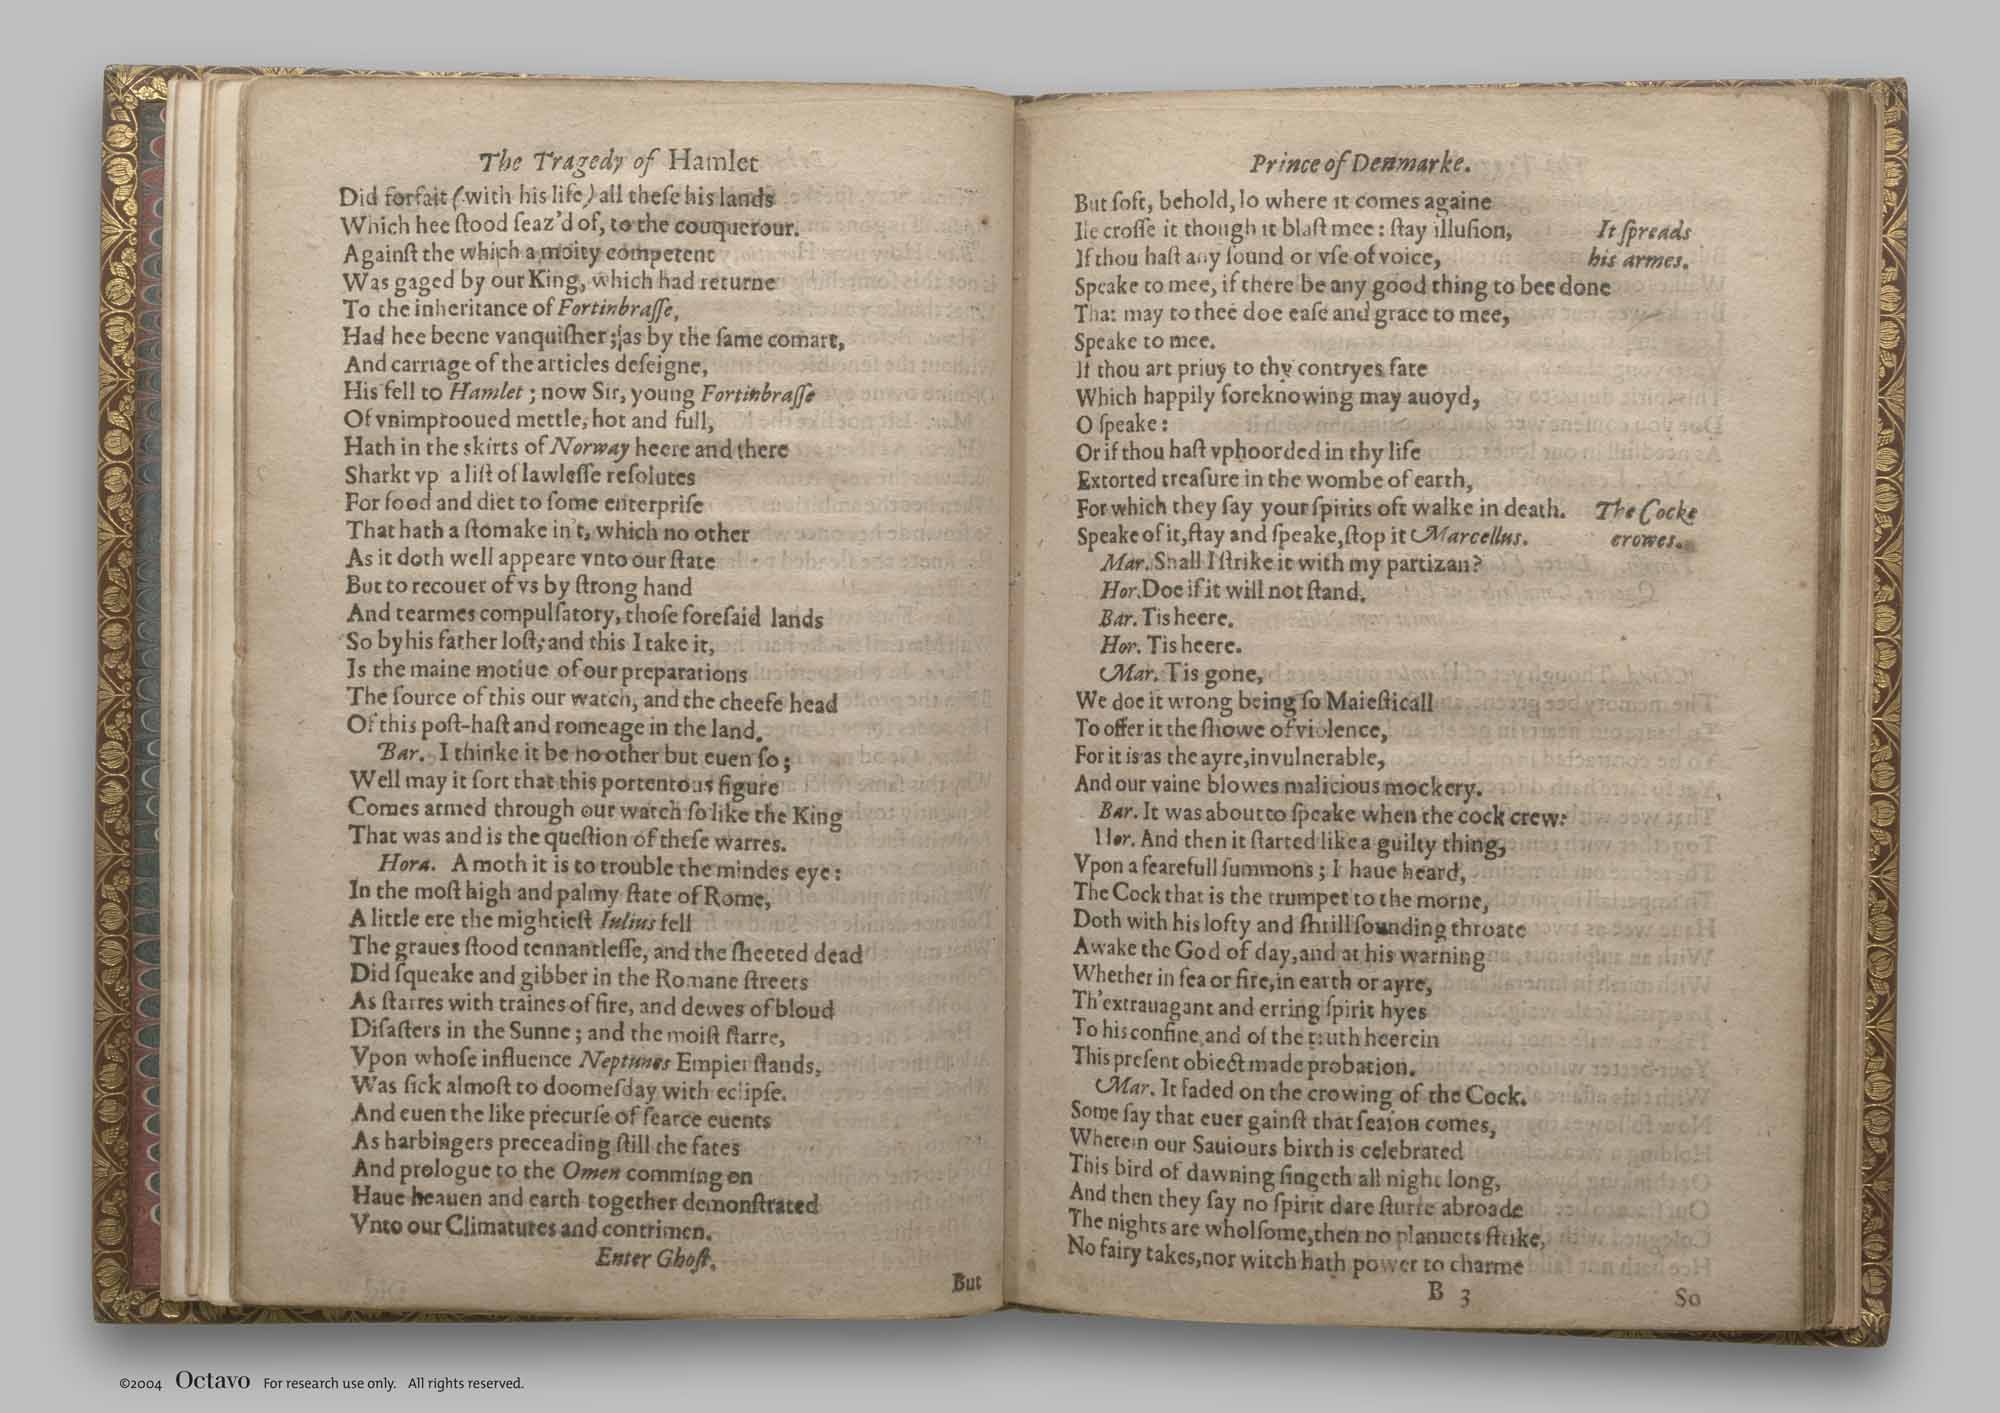 The Tragedy of Hamlet
Did forfait (with his life) all theſe his lands
Which hee ſtood ſeaz'd of, to the couquerour.
Againſt the which a moity competent
Was gaged by our King, which had returne
To the inheritance of Fortinbraſſe,
Had hee beene vanquiſher; as by the ſame comart,
And carriage of the articles deſeigne,
His fell to Hamlet; now Sir, young Fortinbraſſe
Of vnimprooued mettle, hot and full,
Hath in the skirts of Norway heere and there
Sharkt vp a liſt of lawleſſe reſolutes
For food and diet to ſome enterpriſe
That hath a ſtomake in't, which no other
As it doth well appeare vnto our ſtate
But to recouer of vs by ſtrong hand
And tearmes compulſatory, thoſe foreſaid lands
So by his father loſt; and this I take it,
Is the maine motiue of our preparations
The ſource of this our watch, and the cheefe head
Of this poſt-haſt and romeage in the land.
Bar. I thinke it be no other but euen ſo;
Well may it ſort that this portentous figure
Comes armed through our watch ſo like the King
That was and is the queſtion of theſe warres.
Hora. A moth it is to trouble the mindes eye:
In the moſt high and palmy ſtate of Rome,
A little ere the mightieſt Iulius fell
The graues ſtood tennantleſſe, and the ſheeted dead
Did ſqueake and gibber in the Romane ſtreets
As ſtarres with traines of fire, and dewes of bloud
Diſaſters in the Sunne; and the moiſt ſtarre,
Vpon whoſe influence Neptunes Empier ſtands,
Was ſick almoſt to doomeſday with eclipſe.
And euen the like precurſe of fearce euents
As harbingers preceading ſtill the fates
And prologue to the Omen comming on
Haue heauen and earth together demonſtrated
Vnto our Climatures and contrimen.
Enter Ghoſt.
But
Prince of Denmarke.
But ſoft, behold, lo where it comes againe
Ile croſſe it though it blaſt mee: ſtay illuſion,
It ſpreads
his armes.
If thou haſt any ſound or vſe of voice,
Speake to mee, if there be any good thing to bee done
That may to thee doe eaſe and grace to mee,
Speake to mee.
If thou art priuy to thy contryes fate
Which happily foreknowing may auoyd,
O ſpeake:
Or if thou haſt vphoorded in thy life
Extorted treaſure in the wombe of earth,
For which they ſay your ſpirits oft walke in death.
The Cocke
crowes.
Speake of it, ſtay and ſpeake, ſtop it Marcellus.
Mar. Shall I ſtrike it with my partizan?
Hor. Doe if it will not ſtand.
Bar. Tis heere.
Hor. Tis heere.
Mar. Tis gone,
We doe it wrong being ſo Maieſticall
To offer it the ſhowe of violence,
For it is as the ayre, invulnerable,
And our vaine blowes malicious mockery.
Bar. It was about to ſpeake when the cock crew:
Hor. And then it ſtarted like a guilty thing,
Vpon a fearefull ſummons; I haue heard,
The Cock that is the trumpet to the morne,
Doth with his lofty and ſhrill ſounding throate
Awake the God of day, and at his warning
Whether in ſea or fire, in earth or ayre,
Th'extrauagant and erring ſpirit hyes
To his confine, and of the truth heerein
This preſent obiect made probation.
Mar. It faded on the crowing of the Cock.
Some ſay that euer gainſt that ſeaſon comes,
Wherein our Sauiours birth is celebrated
This bird of dawning ſingeth all night long,
And then they ſay no ſpirit dare ſturre abroade
The nights are wholſome, then no plannets ſtrike,
No fairy takes, nor witch hath power to charme
B 3
So
©2004 Octavo For research use only. All rights reserved.